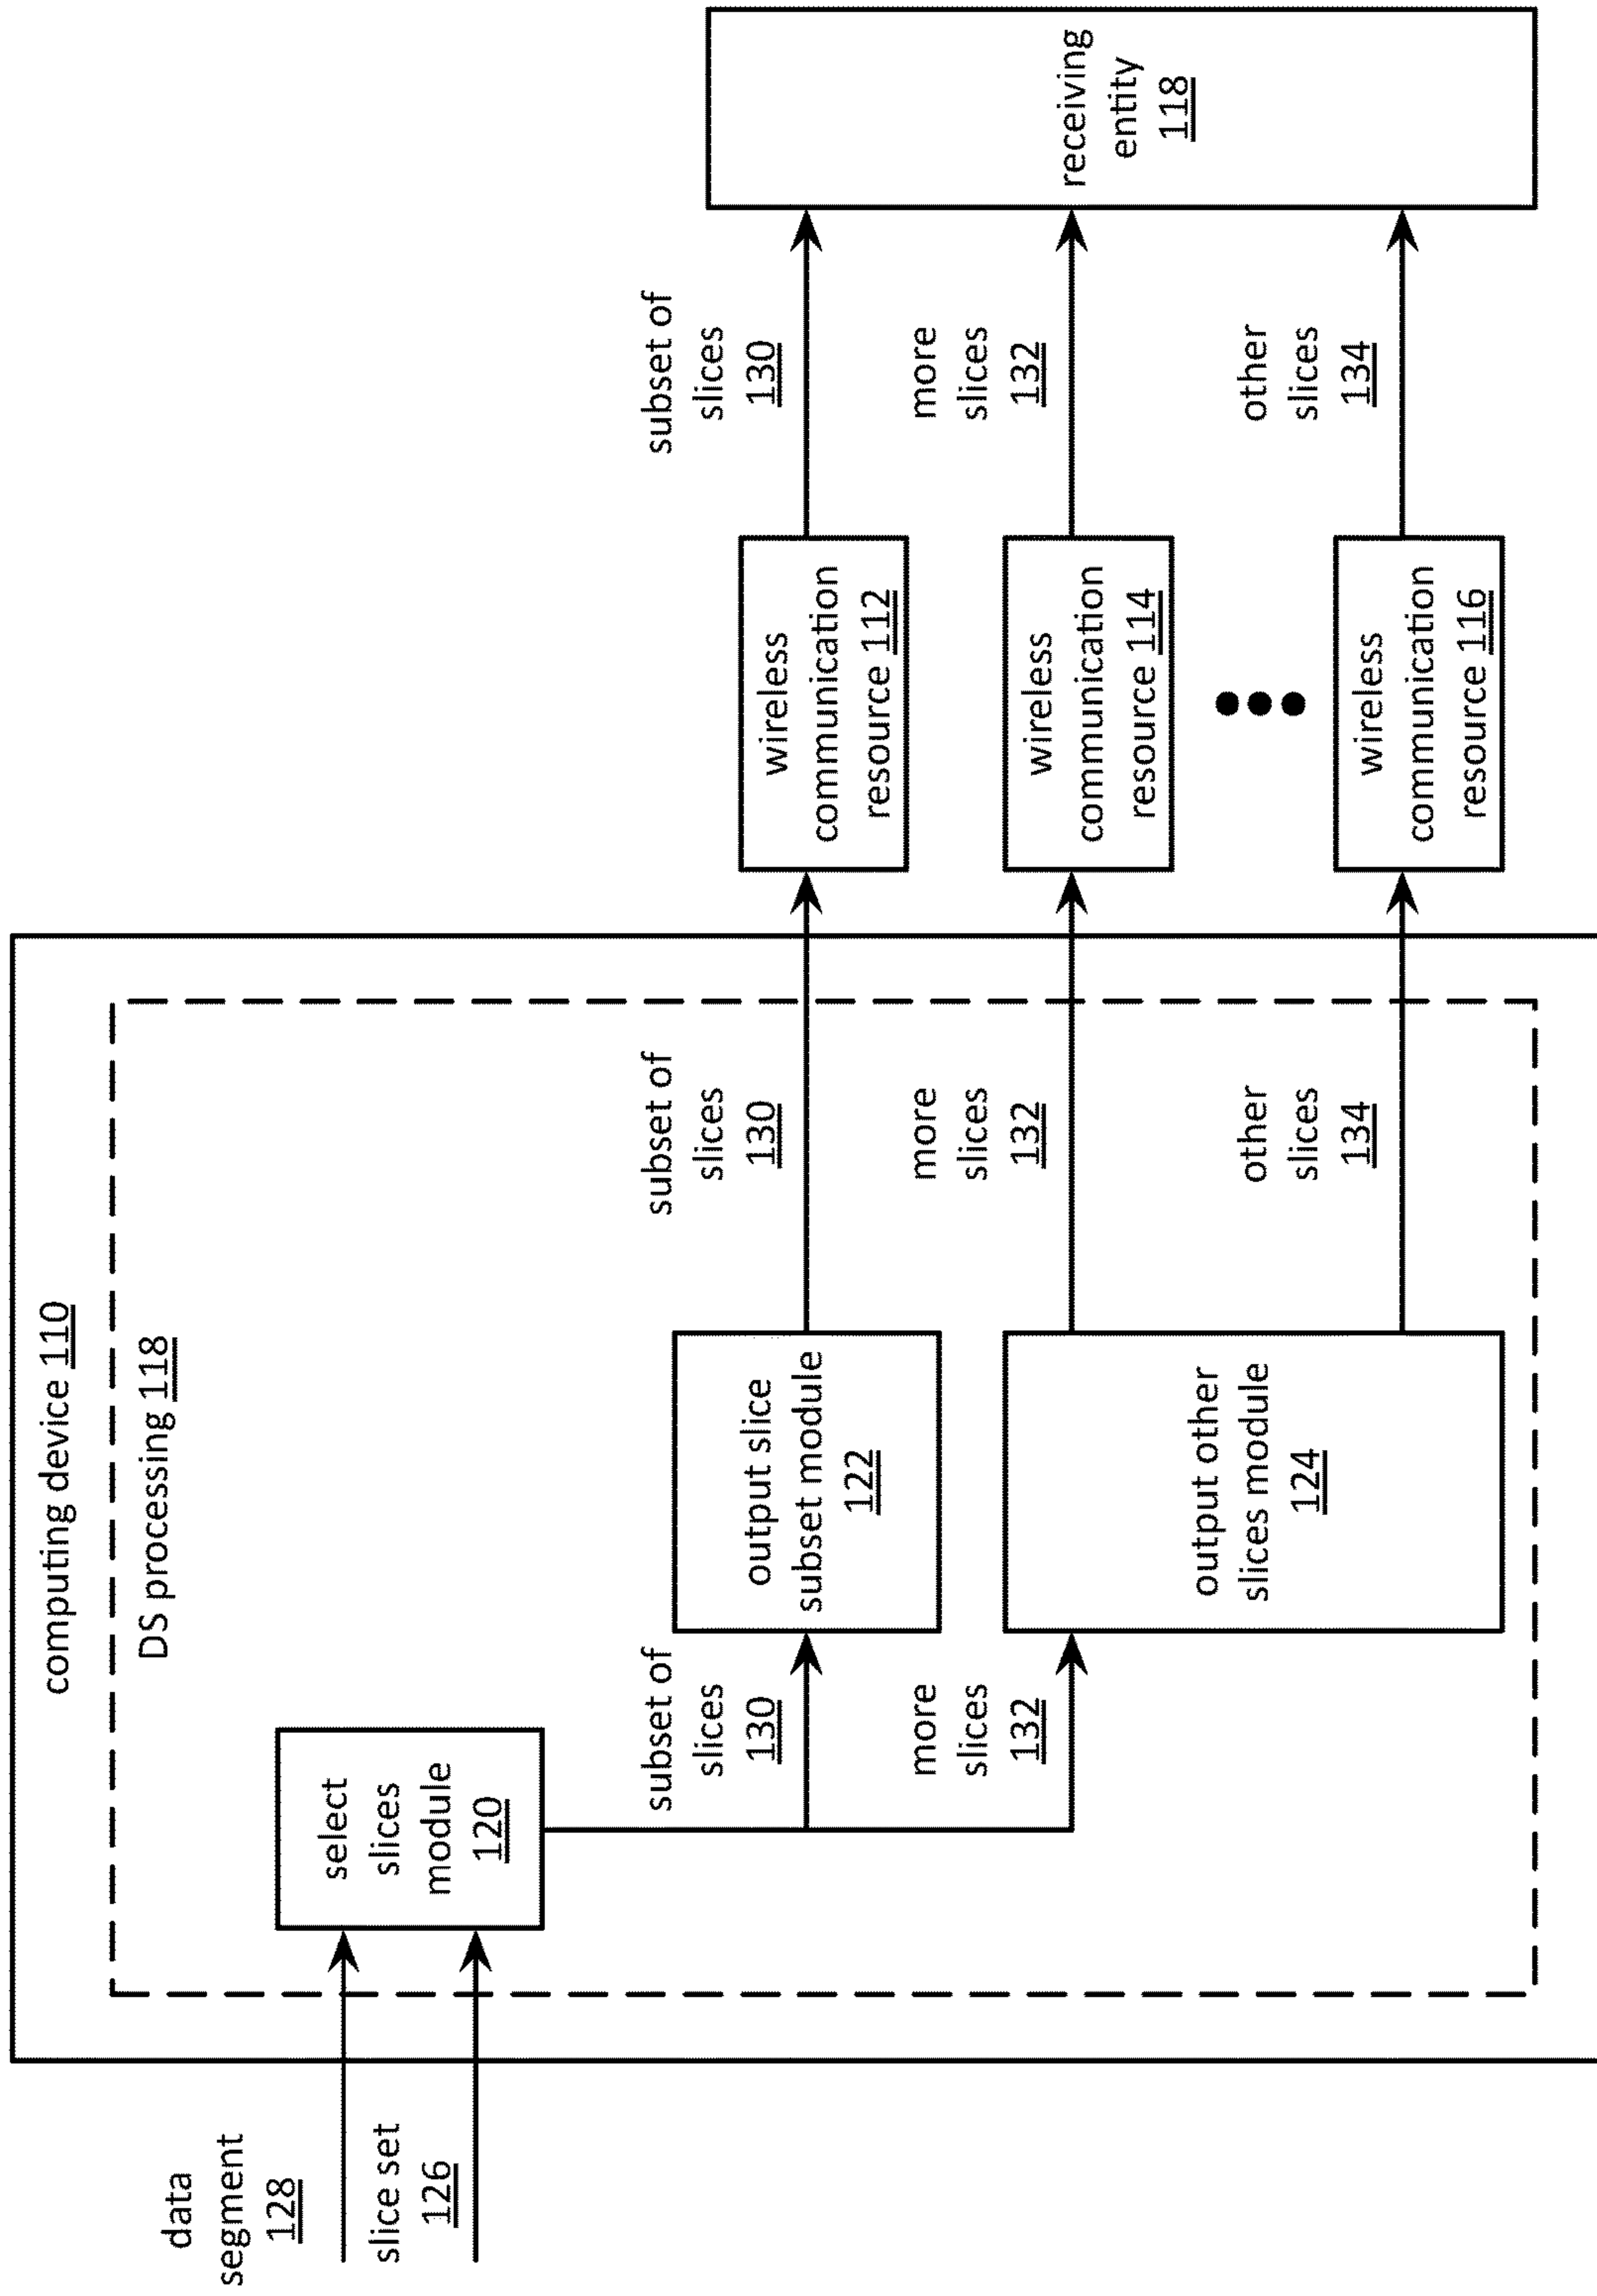 computing device 110
DS processing 118
data
segment
128
slice set
126
select
slices
module
120
subset of
slices
130
more
slices
132
output slice
subset module
122
output other
slices module
124
subset of
slices
130
more
slices
132
other
slices
134
wireless
communication
resource 112
wireless
communication
resource 114
wireless
communication
resource 116
subset of
slices
130
more
slices
132
other
slices
134
receiving
entity
118